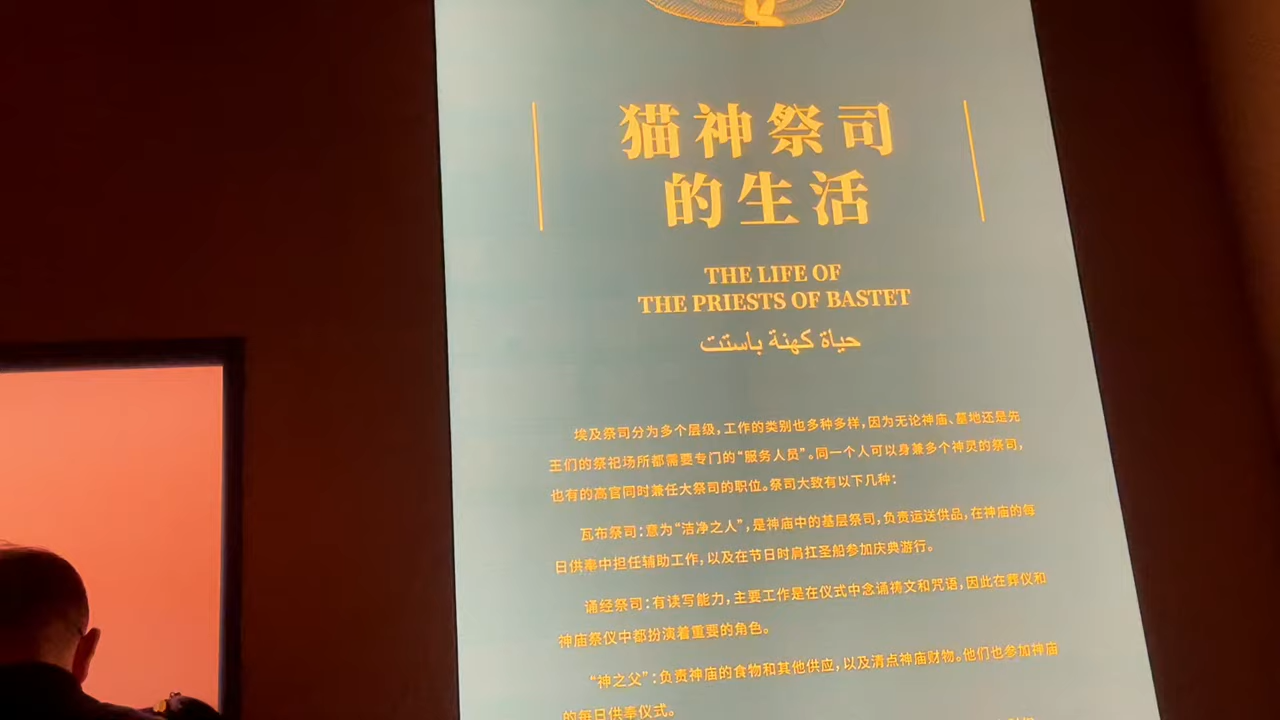 猫神祭司
的生活
THE LIFE OF
THE PRIESTS OF BASTET
حياة كهنة باستت
埃及祭司分为多个层级，工作的类别也多种多样，因为无论神庙、墓地还是先
王们的祭祀场所都需要专门的“服务人员”。同一个人可以身兼多个神灵的祭司，
也有的高官同时兼任大祭司的职位。祭司大致有以下几种：
瓦布祭司：意为“洁净之人”，是神庙中的基层祭司，负责运送供品，在神庙的每
日供奉中担任辅助工作，以及在节日时肩扛圣船参加庆典游行。
诵经祭司：有读写能力，主要工作是在仪式中念诵祷文和咒语，因此在葬仪和
神庙祭仪中都扮演着重要的角色。
“神之父”：负责神庙的食物和其他供应，以及清点神庙财物。他们也参加神庙
的每日供奉仪式。